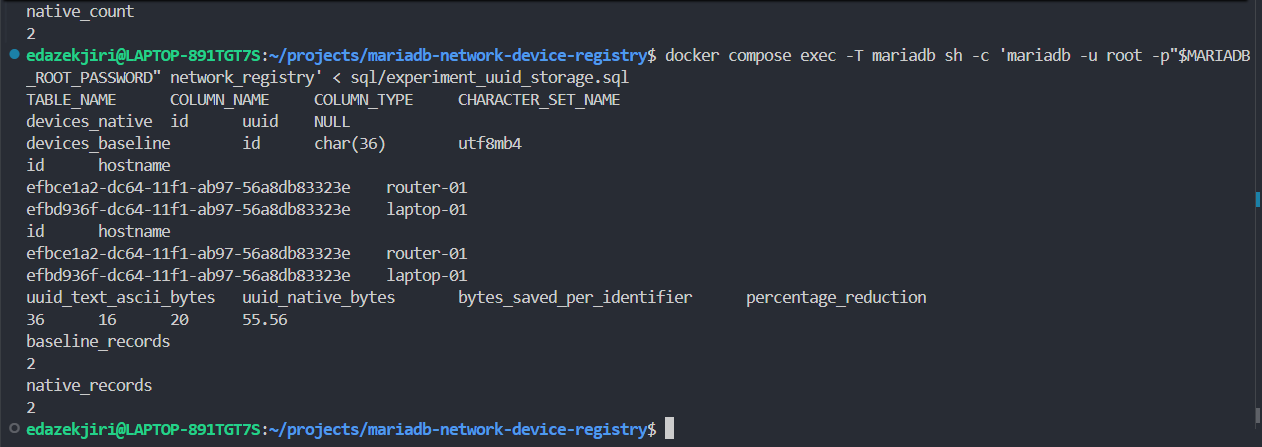 native_count
2
edazekjiri@LAPTOP-891TGT7S:~/projects/mariadb-network-device-registry$ docker compose exec -T mariadb sh -c 'mariadb -u root -p"$MARIADB
_ROOT_PASSWORD" network_registry' < sql/experiment_uuid_storage.sql
TABLE_NAME COLUMN_NAME COLUMN_TYPE CHARACTER_SET_NAME
devices_native id uuid NULL
devices_baseline id char(36) utf8mb4
id hostname
efbce1a2-dc64-11f1-ab97-56a8db83323e router-01
efbd936f-dc64-11f1-ab97-56a8db83323e laptop-01
id hostname
efbce1a2-dc64-11f1-ab97-56a8db83323e router-01
efbd936f-dc64-11f1-ab97-56a8db83323e laptop-01
uuid_text_ascii_bytes uuid_native_bytes bytes_saved_per_identifier percentage_reduction
36 16 20 55.56
baseline_records
2
native_records
2
edazekjiri@LAPTOP-891TGT7S:~/projects/mariadb-network-device-registry$